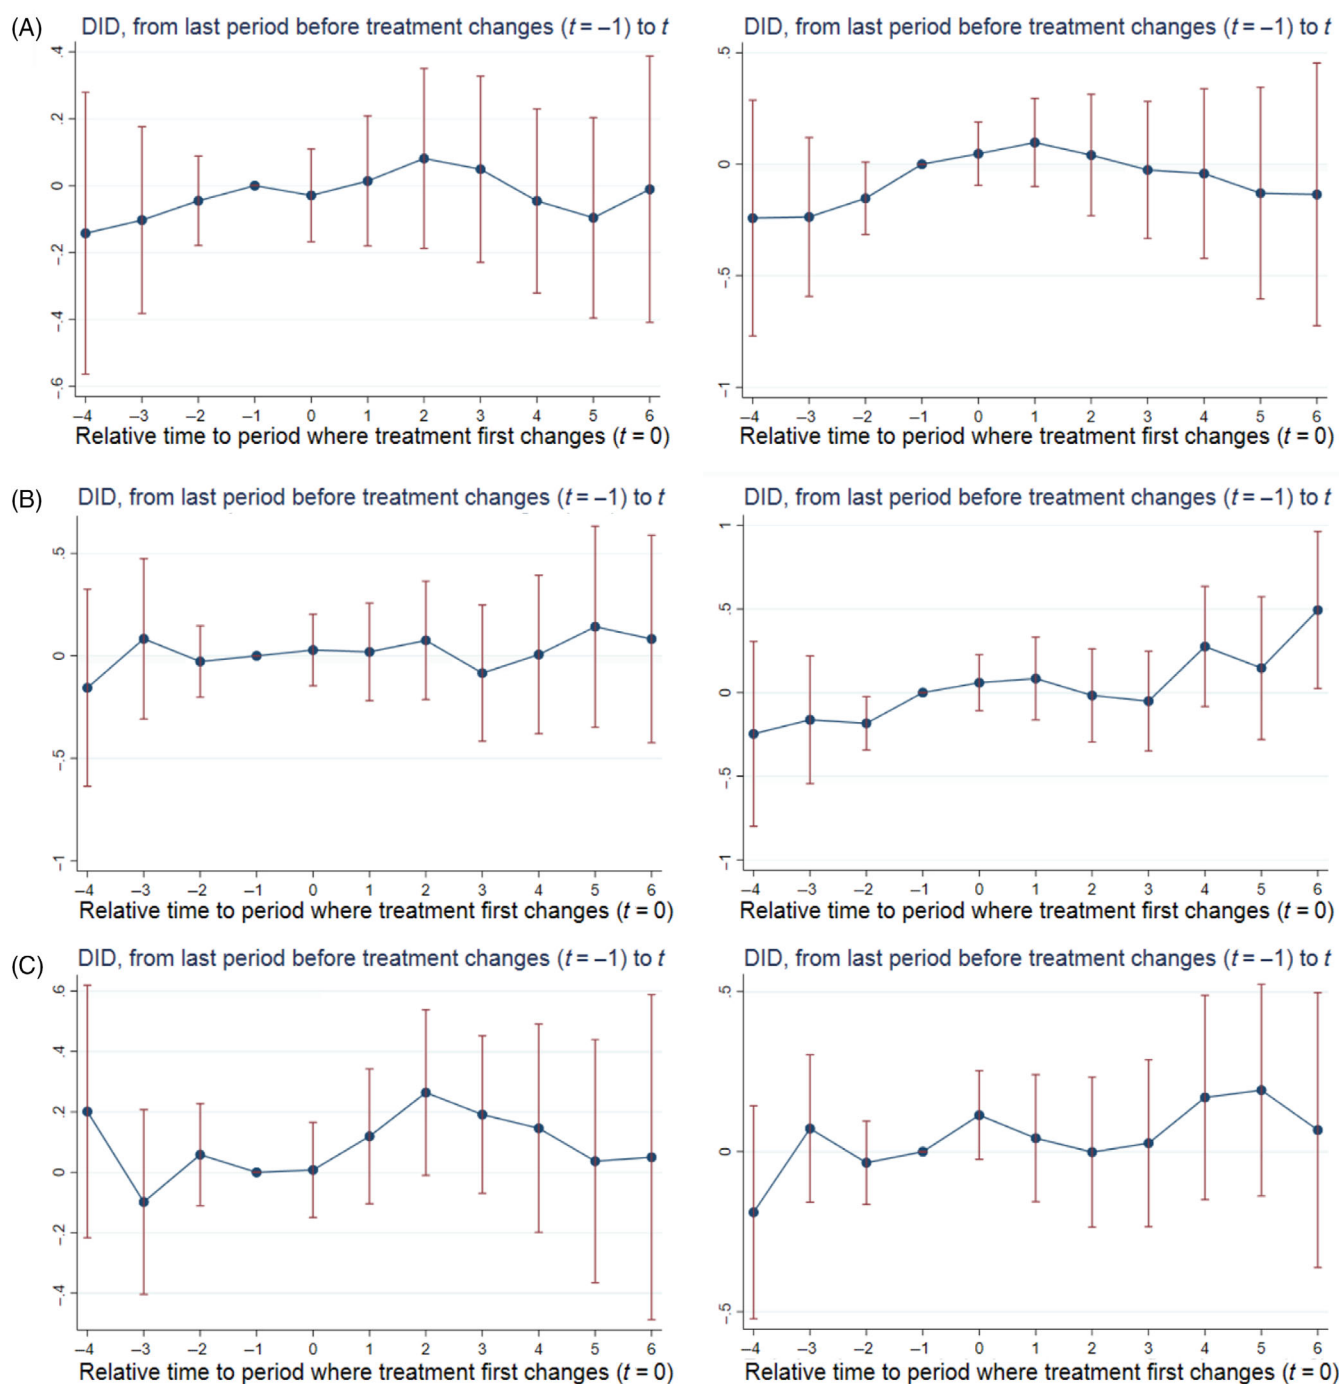 (A)
DID, from last period before treatment changes (t = –1) to t
.4
.2
0
–.2
–.4
–.6
–4 –3 –2 –1 0 1 2 3 4 5 6
Relative time to period where treatment first changes (t = 0)
DID, from last period before treatment changes (t = –1) to t
.5
0
–.5
–1
–4 –3 –2 –1 0 1 2 3 4 5 6
Relative time to period where treatment first changes (t = 0)
(B)
DID, from last period before treatment changes (t = –1) to t
.5
0
–.5
–1
–4 –3 –2 –1 0 1 2 3 4 5 6
Relative time to period where treatment first changes (t = 0)
DID, from last period before treatment changes (t = –1) to t
1
.5
0
–.5
–1
–4 –3 –2 –1 0 1 2 3 4 5 6
Relative time to period where treatment first changes (t = 0)
(C)
DID, from last period before treatment changes (t = –1) to t
.6
.4
.2
0
–.2
–.4
–4 –3 –2 –1 0 1 2 3 4 5 6
Relative time to period where treatment first changes (t = 0)
DID, from last period before treatment changes (t = –1) to t
.5
0
–.5
–4 –3 –2 –1 0 1 2 3 4 5 6
Relative time to period where treatment first changes (t = 0)